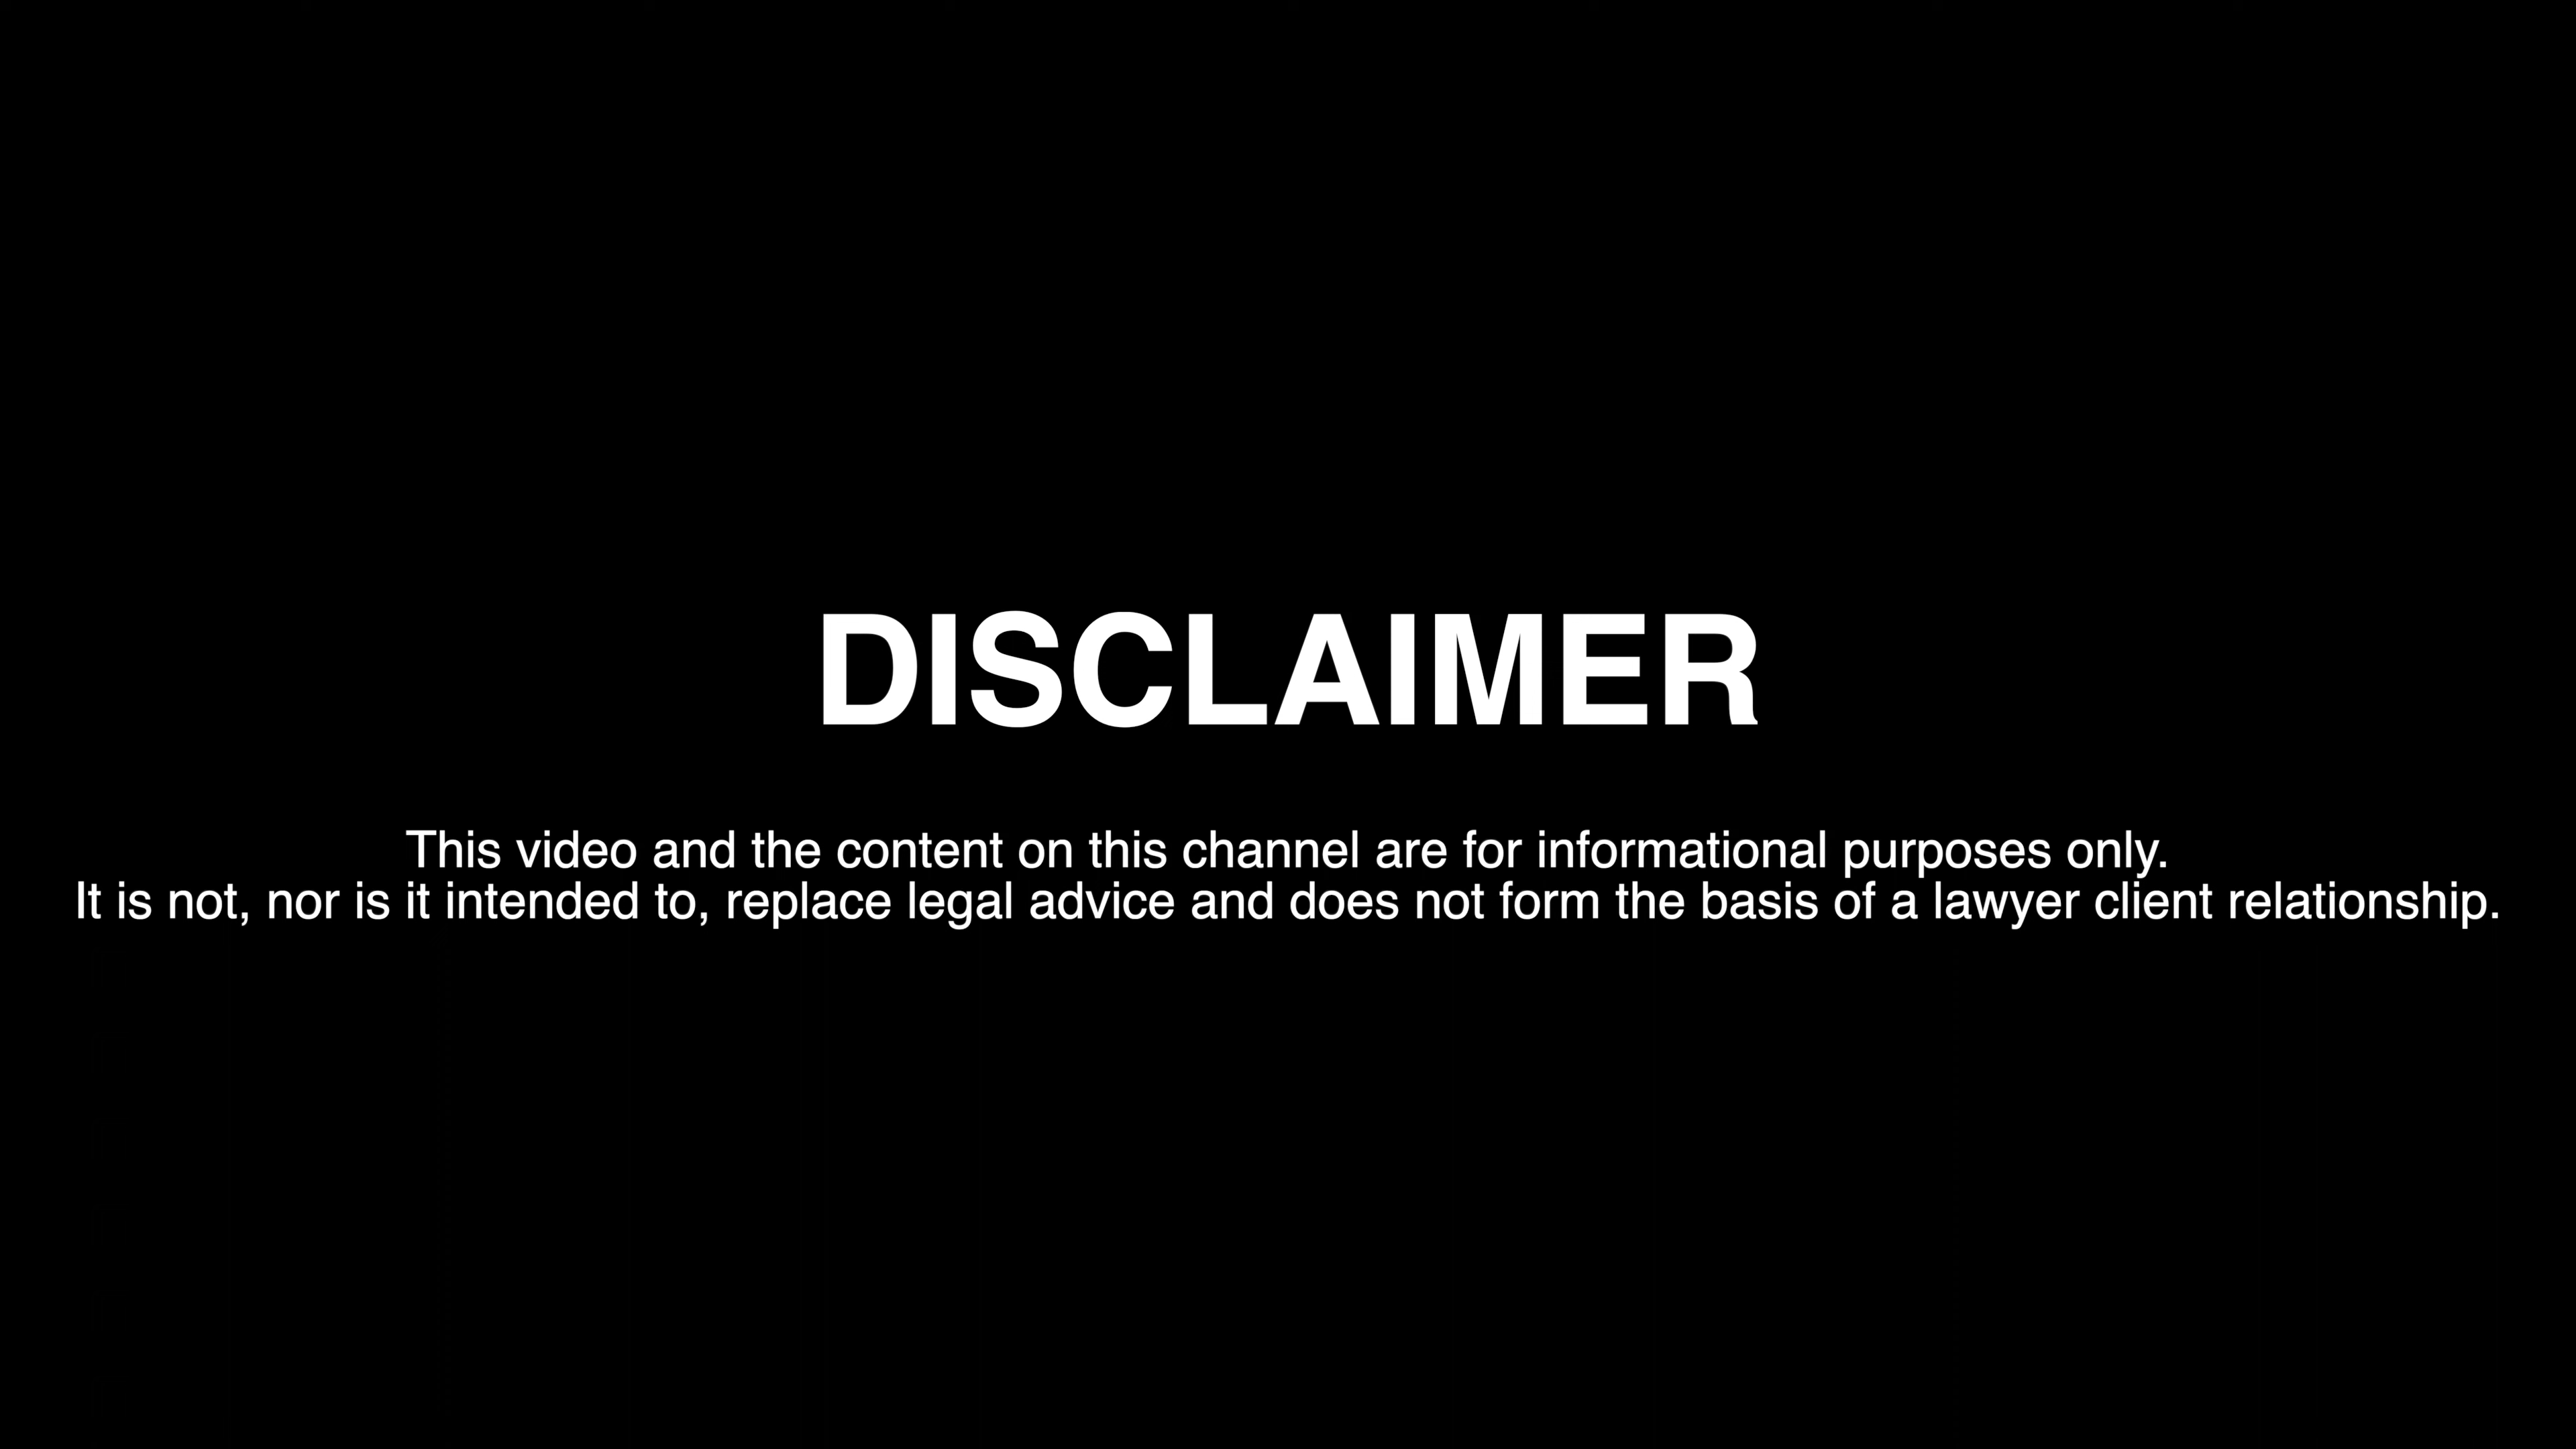 DISCLAIMER
This video and the content on this channel are for informational purposes only.
It is not, nor is it intended to, replace legal advice and does not form the basis of a lawyer client relationship.